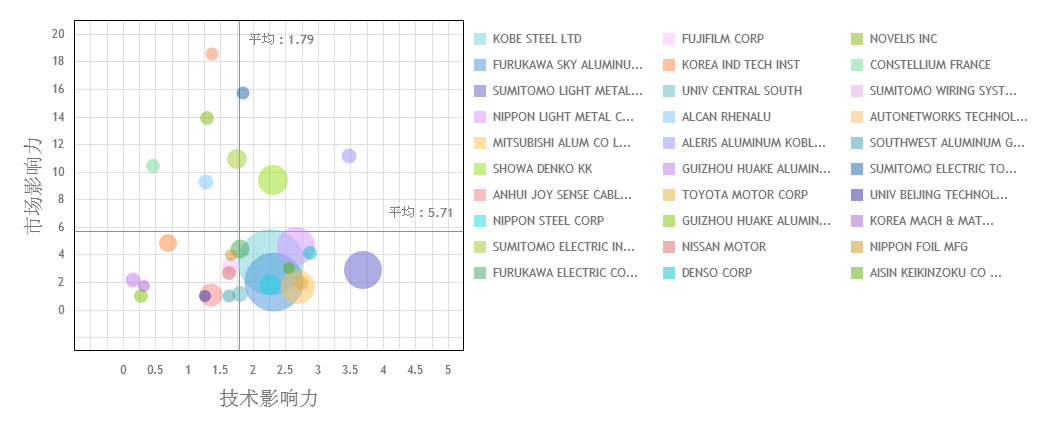 20
18
16
14
12
10
8
6
4
2
0
市场影响力
平均：1.79
平均：5.71
0 0.5 1 1.5 2 2.5 3 3.5 4 4.5 5
技术影响力
KOBE STEEL LTD
FURUKAWA SKY ALUMINU...
SUMITOMO LIGHT METAL...
NIPPON LIGHT METAL C...
MITSUBISHI ALUM CO L...
SHOWA DENKO KK
ANHUI JOY SENSE CABL...
NIPPON STEEL CORP
SUMITOMO ELECTRIC IN...
FURUKAWA ELECTRIC CO...
FUJIFILM CORP
KOREA IND TECH INST
UNIV CENTRAL SOUTH
ALCAN RHENALU
ALERIS ALUMINUM KOBL...
GUIZHOU HUAKE ALUMIN...
TOYOTA MOTOR CORP
GUIZHOU HUAKE ALUMIN...
NISSAN MOTOR
DENSO CORP
NOVELIS INC
CONSTELLIUM FRANCE
SUMITOMO WIRING SYST...
AUTONETWORKS TECHNOL...
SOUTHWEST ALUMINUM G...
SUMITOMO ELECTRIC TO...
UNIV BEIJING TECHNOL...
KOREA MACH & MAT...
NIPPON FOIL MFG
AISIN KEIKINZOKU CO ...